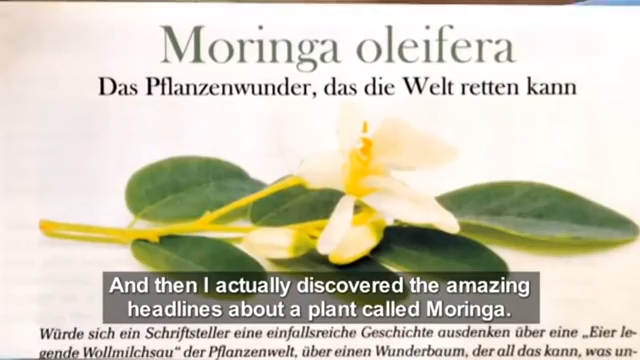 Moringa oleifera
Das Pflanzenwunder, das die Welt retten kann
And then I actually discovered the amazing
headlines about a plant called Moringa.
Würde sich ein Schriftsteller eine einfallsreiche Geschichte ausdenken über eine „Eier le-
gende Wollmilchsau" der Pflanzenwelt, über einen Wunderbaum, der all das kann, was un-